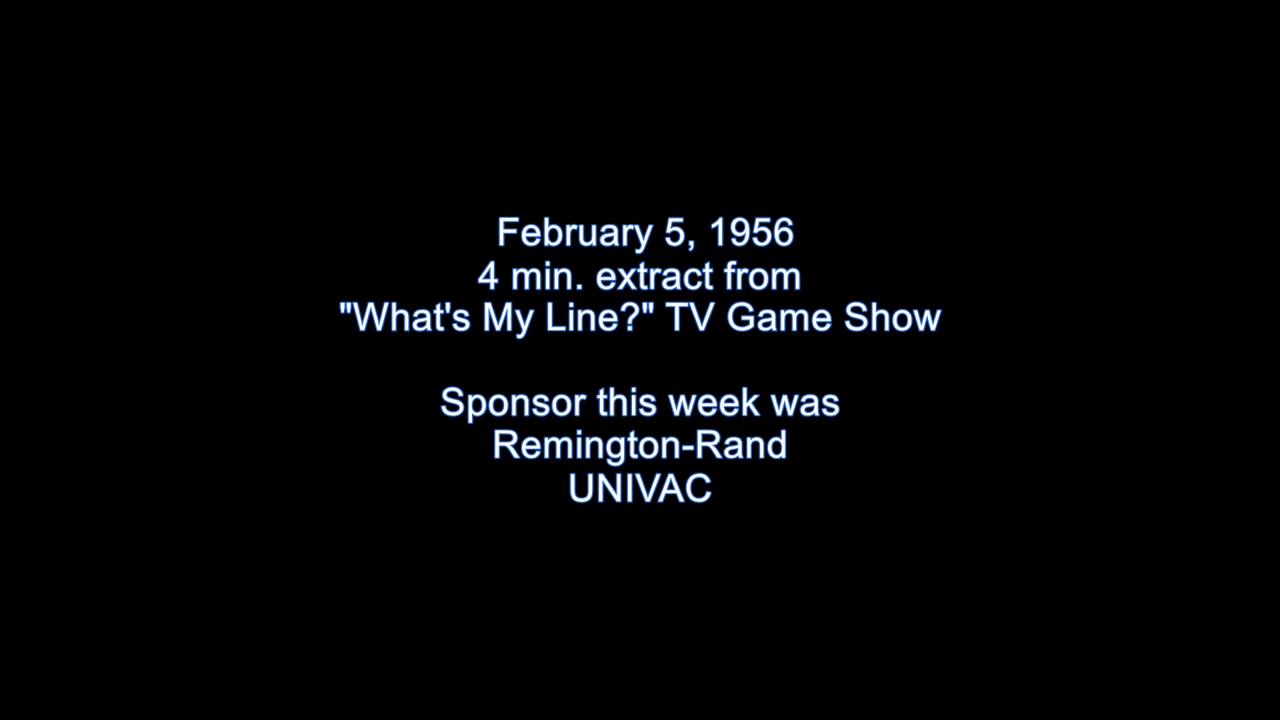 February 5, 1956
4 min. extract from
"What's My Line?" TV Game Show
Sponsor this week was
Remington-Rand
UNIVAC